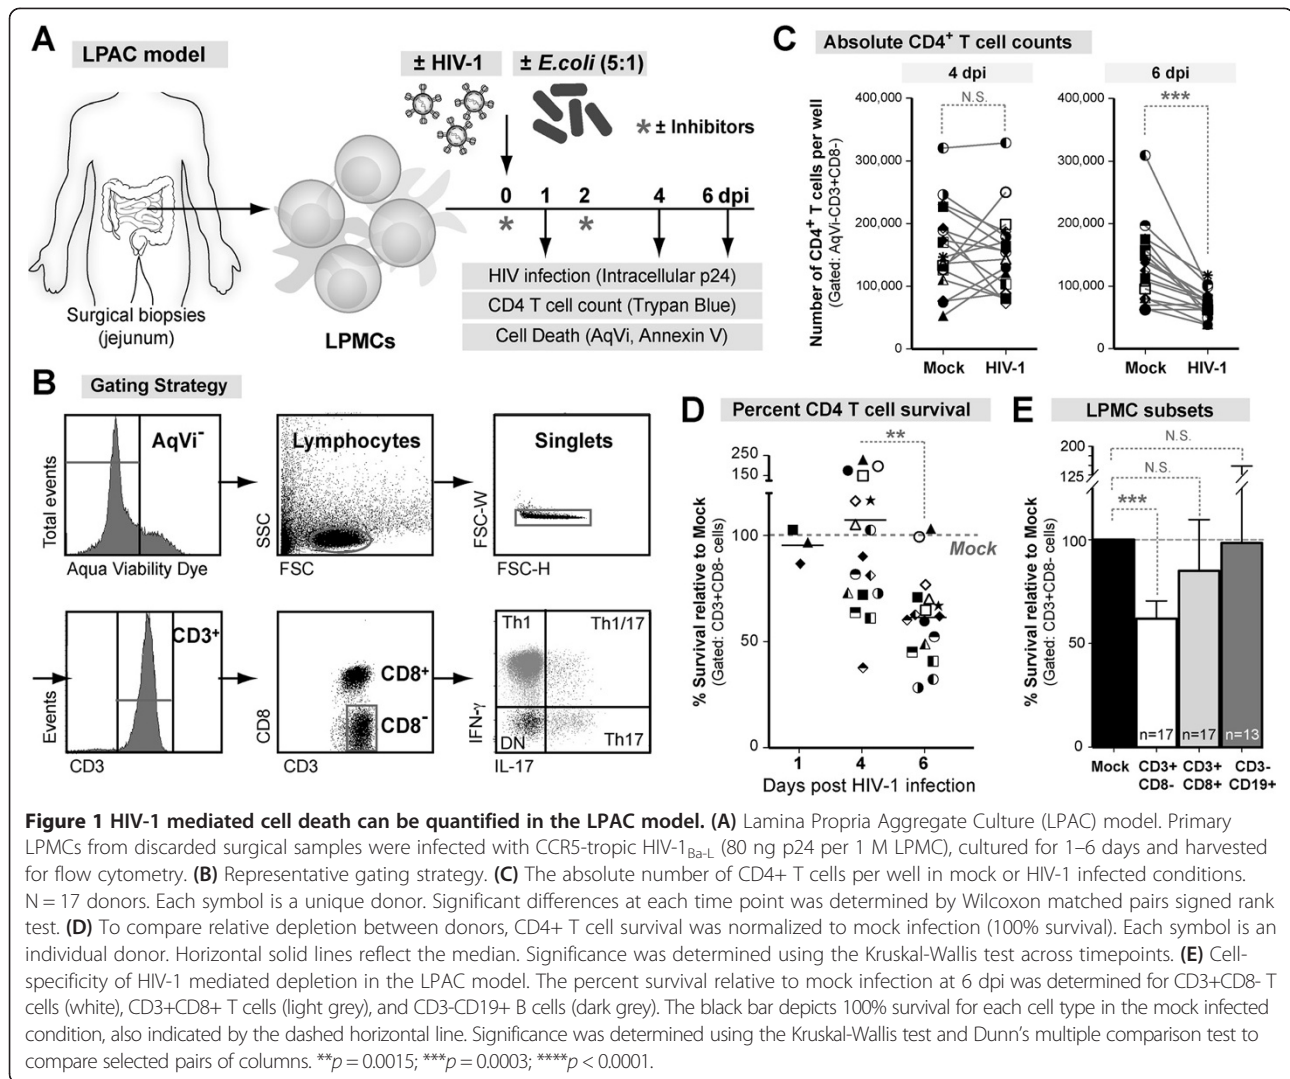 A
LPAC model
± HIV-1
± E.coli (5:1)
* ± Inhibitors
0 1 2 4 6 dpi
* *
Surgical biopsies
(jejunum)
LPMCs
HIV infection (Intracellular p24)
CD4 T cell count (Trypan Blue)
Cell Death (AqVi, Annexin V)
B
Gating Strategy
AqVi⁻
Total events
Aqua Viability Dye
Lymphocytes
SSC
FSC
Singlets
FSC-W
FSC-H
CD3⁺
Events
CD3
CD8⁺
CD8⁻
CD8
CD3
Th1
Th1/17
DN
Th17
IFN-γ
IL-17
C
Absolute CD4⁺ T cell counts
4 dpi
6 dpi
N.S.
***
Number of CD4⁺ T cells per well
(Gated: AqVi-CD3+CD8-)
400,000
300,000
200,000
100,000
0
Mock HIV-1
400,000
300,000
200,000
100,000
0
Mock HIV-1
D
Percent CD4 T cell survival
**
% Survival relative to Mock
(Gated: CD3+CD8- cells)
250
150
100
50
0
Mock
1 4 6
Days post HIV-1 infection
E
LPMC subsets
N.S.
N.S.
***
% Survival relative to Mock
(Gated: CD3+CD8- cells)
200
125
100
50
0
n=17 n=17 n=13
Mock CD3+ CD3+ CD3-
CD8- CD8+ CD19+
Figure 1 HIV-1 mediated cell death can be quantified in the LPAC model. (A) Lamina Propria Aggregate Culture (LPAC) model. Primary
LPMCs from discarded surgical samples were infected with CCR5-tropic HIV-1Ba-L (80 ng p24 per 1 M LPMC), cultured for 1–6 days and harvested
for flow cytometry. (B) Representative gating strategy. (C) The absolute number of CD4+ T cells per well in mock or HIV-1 infected conditions.
N = 17 donors. Each symbol is a unique donor. Significant differences at each time point was determined by Wilcoxon matched pairs signed rank
test. (D) To compare relative depletion between donors, CD4+ T cell survival was normalized to mock infection (100% survival). Each symbol is an
individual donor. Horizontal solid lines reflect the median. Significance was determined using the Kruskal-Wallis test across timepoints. (E) Cell-
specificity of HIV-1 mediated depletion in the LPAC model. The percent survival relative to mock infection at 6 dpi was determined for CD3+CD8- T
cells (white), CD3+CD8+ T cells (light grey), and CD3-CD19+ B cells (dark grey). The black bar depicts 100% survival for each cell type in the mock infected
condition, also indicated by the dashed horizontal line. Significance was determined using the Kruskal-Wallis test and Dunn’s multiple comparison test to
compare selected pairs of columns. **p = 0.0015; ***p = 0.0003; ****p < 0.0001.